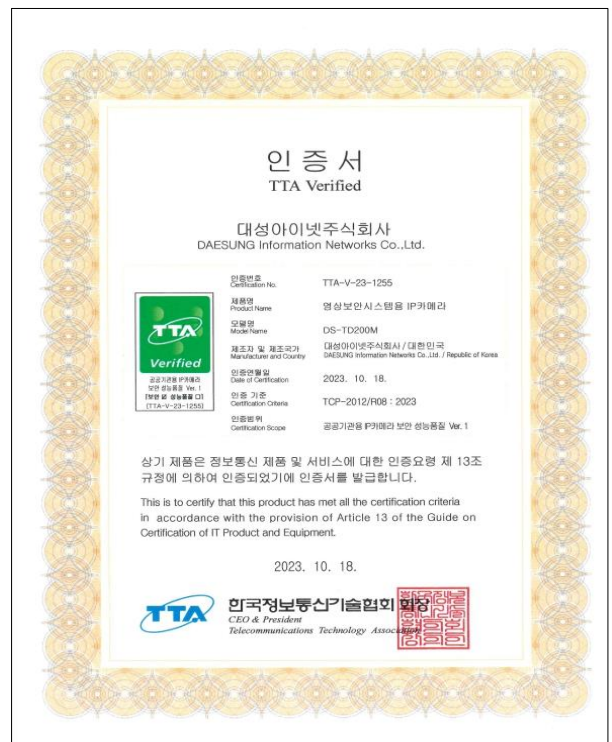 인 증 서
TTA Verified
대성아이넷주식회사
DAESUNG Information Networks Co.,Ltd.
인증번호 TTA-V-23-1255
Certification No.
제품명 영상보안시스템용 IP카메라
Product Name
모델명 DS-TD200M
Model Name
제조자 및 제조국가 대성아이넷주식회사 / 대한민국
Manufacturer and Country DAESUNG Information Networks Co.,Ltd. / Republic of Korea
인증연월일 2023. 10. 18.
Date of Certification
인증 기준 TCP-2012/R08 : 2023
Certification Criteria
인증범위 공공기관용 IP카메라 보안 성능품질 Ver. 1
Certification Scope
TTA
Verified
공공기관용 IP카메라
보안 성능품질 Ver. 1
[보안 ☑ 성능품질 □]
(TTA-V-23-1255)
상기 제품은 정보통신 제품 및 서비스에 대한 인증요령 제 13조
규정에 의하여 인증되었기에 인증서를 발급합니다.
This is to certify that this product has met all the certification criteria
in accordance with the provision of Article 13 of the Guide on
Certification of IT Product and Equipment.
2023. 10. 18.
TTA
한국정보통신기술협회 회장
CEO & President
Telecommunications Technology Association